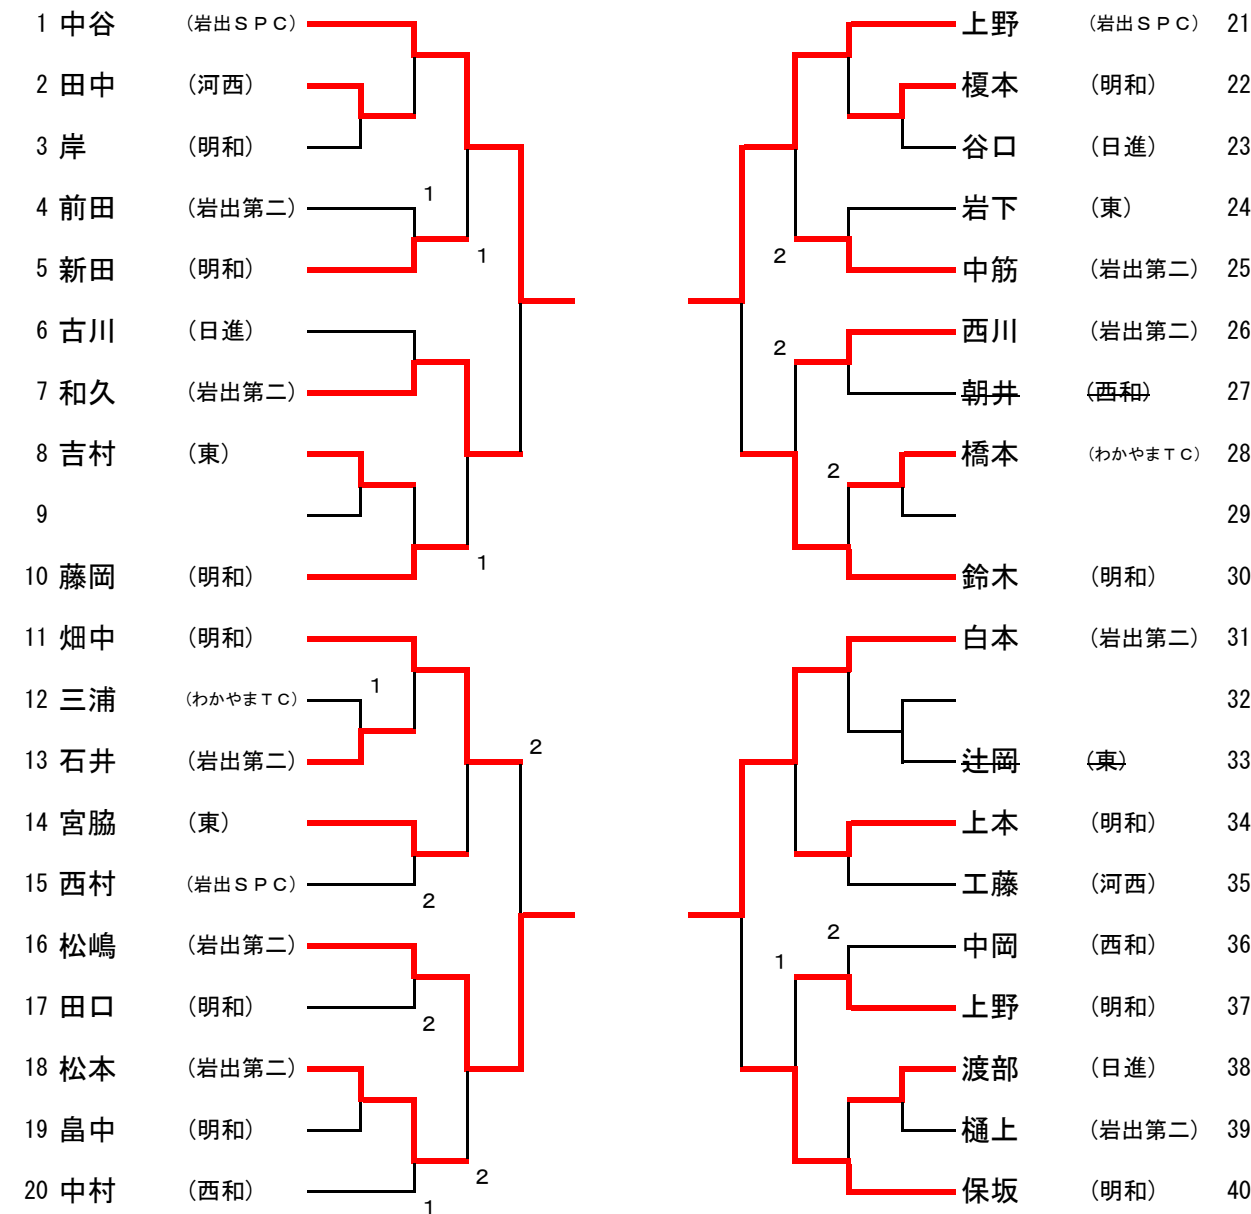 1 中谷 (岩出ＳＰＣ) 上野 (岩出ＳＰＣ) 21
2 田中 (河西) 榎本 (明和) 22
3 岸 (明和) 谷口 (日進) 23
1
4 前田 (岩出第二) 岩下 (東) 24
1 2
5 新田 (明和) 中筋 (岩出第二) 25
6 古川 (日進) 西川 (岩出第二) 26
2
7 和久 (岩出第二) 朝井 (西和) 27
8 吉村 (東) 橋本 (わかやまＴＣ) 28
2
9 29
1
10 藤岡 (明和) 鈴木 (明和) 30
11 畑中 (明和) 白本 (岩出第二) 31
1
12 三浦 (わかやまＴＣ) 32
2
13 石井 (岩出第二) 辻岡 (東) 33
14 宮脇 (東) 上本 (明和) 34
15 西村 (岩出ＳＰＣ) 工藤 (河西) 35
2
2
16 松嶋 (岩出第二) 中岡 (西和) 36
1
17 田口 (明和) 上野 (明和) 37
2
18 松本 (岩出第二) 渡部 (日進) 38
19 畠中 (明和) 樋上 (岩出第二) 39
2
20 中村 (西和) 保坂 (明和) 40
1